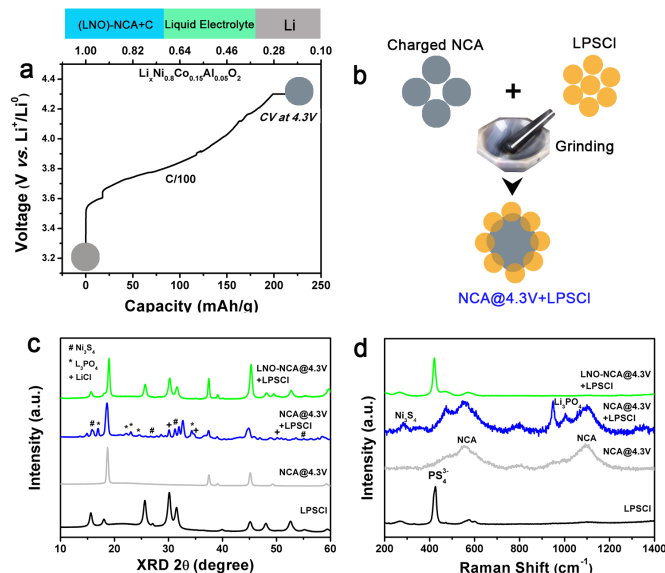 (LNO)-NCA+C Liquid Electrolyte Li
1.00 0.82 0.64 0.46 0.28 0.10
a
LiₓNi₀.₈Co₀.₁₅Al₀.₀₅O₂
CV at 4.3V
C/100
Voltage (V vs. Li⁺/Li⁰)
4.4
4.2
4.0
3.8
3.6
3.4
3.2
0 50 100 150 200 250
Capacity (mAh/g)
b
Charged NCA
LPSCl
+
Grinding
NCA@4.3V+LPSCl
c
# Ni₃S₄
* L₃PO₄
+ LiCl
LNO-NCA@4.3V
+LPSCl
NCA@4.3V
+LPSCl
# * * * * # + # * + + #
NCA@4.3V
LPSCl
Intensity (a.u.)
10 20 30 40 50 60
XRD 2θ (degree)
d
LNO-NCA@4.3V
+LPSCl
Li₃PO₄
NCA@4.3V
+LPSCl
Ni₃S₄
NCA
NCA
NCA@4.3V
PS₄³⁻
LPSCl
Intensity (a.u.)
200 400 600 800 1000 1200 1400
Raman Shift (cm⁻¹)